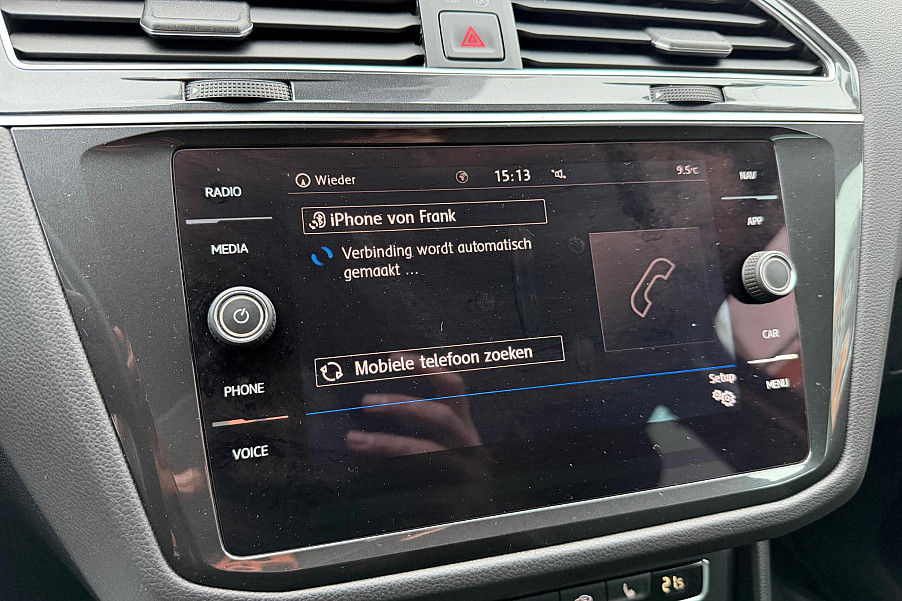 RADIO
MEDIA
PHONE
VOICE
Wieder
15:13
9.5°C
iPhone von Frank
Verbinding wordt automatisch
gemaakt ...
Mobiele telefoon zoeken
Setup
NAV
APP
CAR
MENU